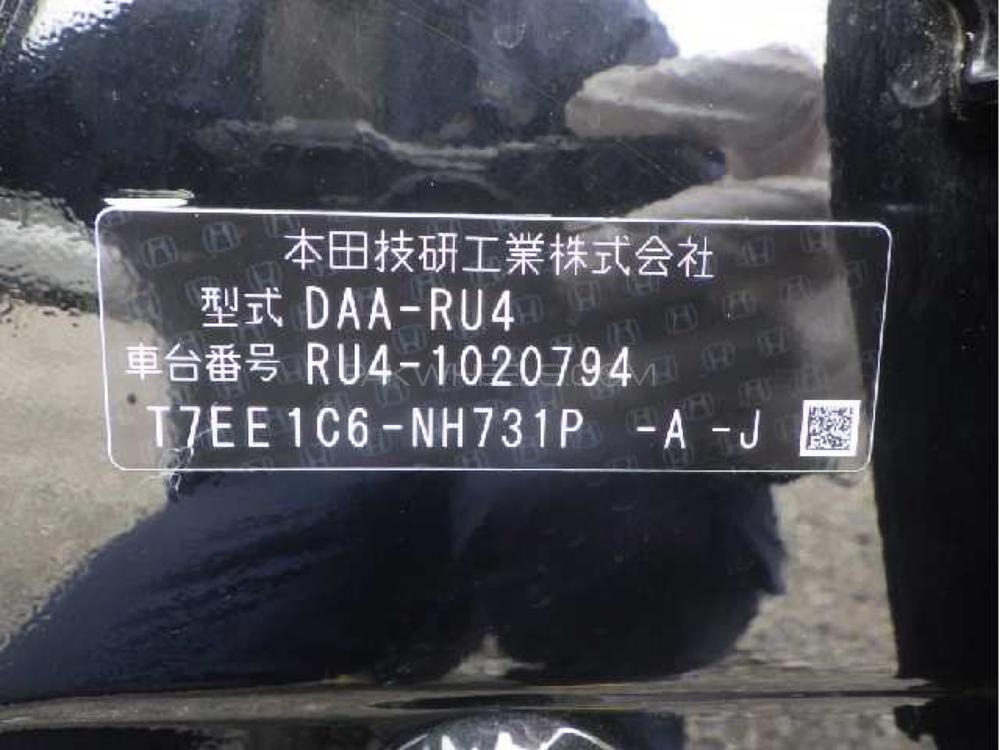 本田技研工業株式会社
型式 DAA-RU4
車台番号 RU4-1020794
T7EE1C6-NH731P -A -J